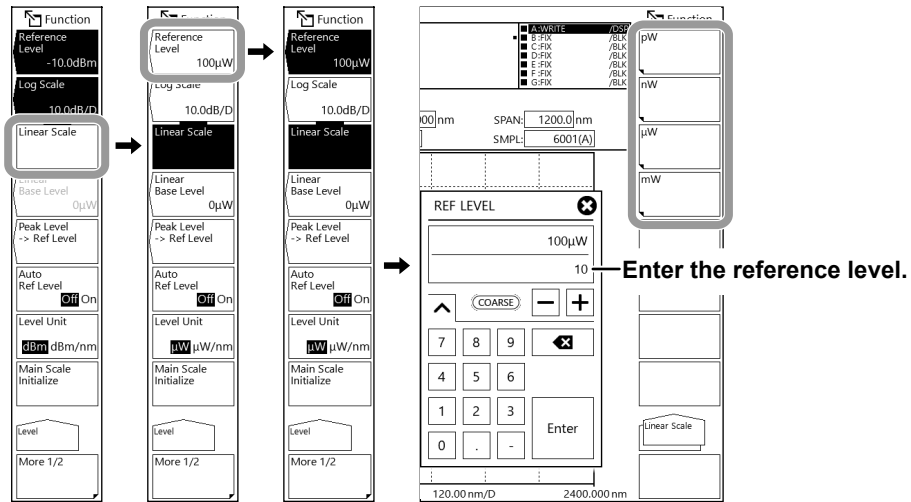 Function
Reference
Level
-10.0dBm
Log Scale
10.0dB/D
Linear Scale
Linear
Base Level
0µW
Peak Level
-> Ref Level
Auto
Ref Level
Off On
Level Unit
dBm dBm/nm
Main Scale
Initialize
Level
More 1/2
Function
Reference
Level
100µW
Log Scale
10.0dB/D
Linear Scale
Linear
Base Level
0µW
Peak Level
-> Ref Level
Auto
Ref Level
Off On
Level Unit
µW µW/nm
Main Scale
Initialize
Level
More 1/2
Function
Reference
Level
100µW
Log Scale
10.0dB/D
Linear Scale
Linear
Base Level
0µW
Peak Level
-> Ref Level
Auto
Ref Level
Off On
Level Unit
µW µW/nm
Main Scale
Initialize
Level
More 1/2
A:WRITE /DSP
B:FIX /BLK
C:FIX /BLK
D:FIX /BLK
E:FIX /BLK
F:FIX /BLK
G:FIX /BLK
000 nm SPAN: 1200.0 nm
SMPL: 6001(A)
REF LEVEL
100µW
10
COARSE
7 8 9
4 5 6
1 2 3
Enter
0 . -
120.00 nm/D 2400.000 nm
Function
pW
nW
µW
mW
Linear Scale
Enter the reference level.